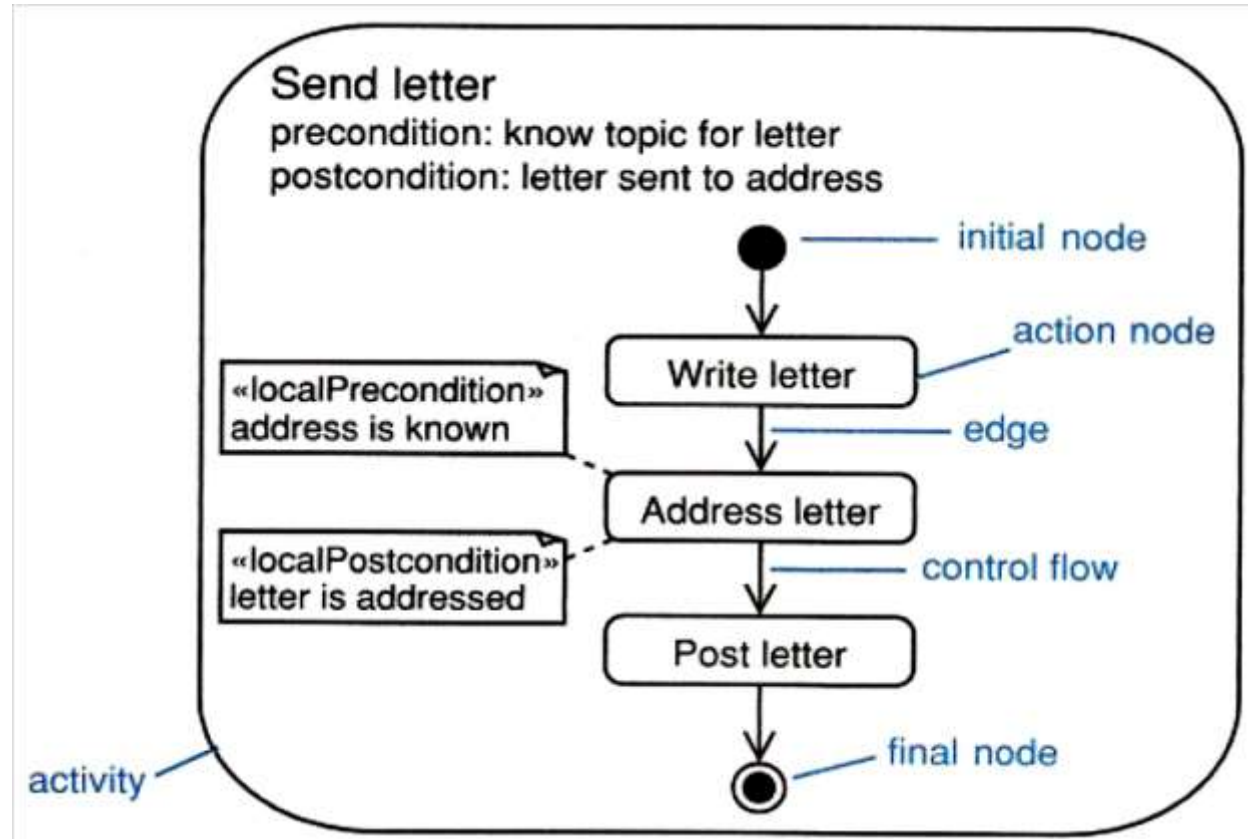 Send letter
precondition: know topic for letter
postcondition: letter sent to address
initial node
action node
Write letter
«localPrecondition»
address is known
edge
Address letter
«localPostcondition»
letter is addressed
control flow
Post letter
final node
activity